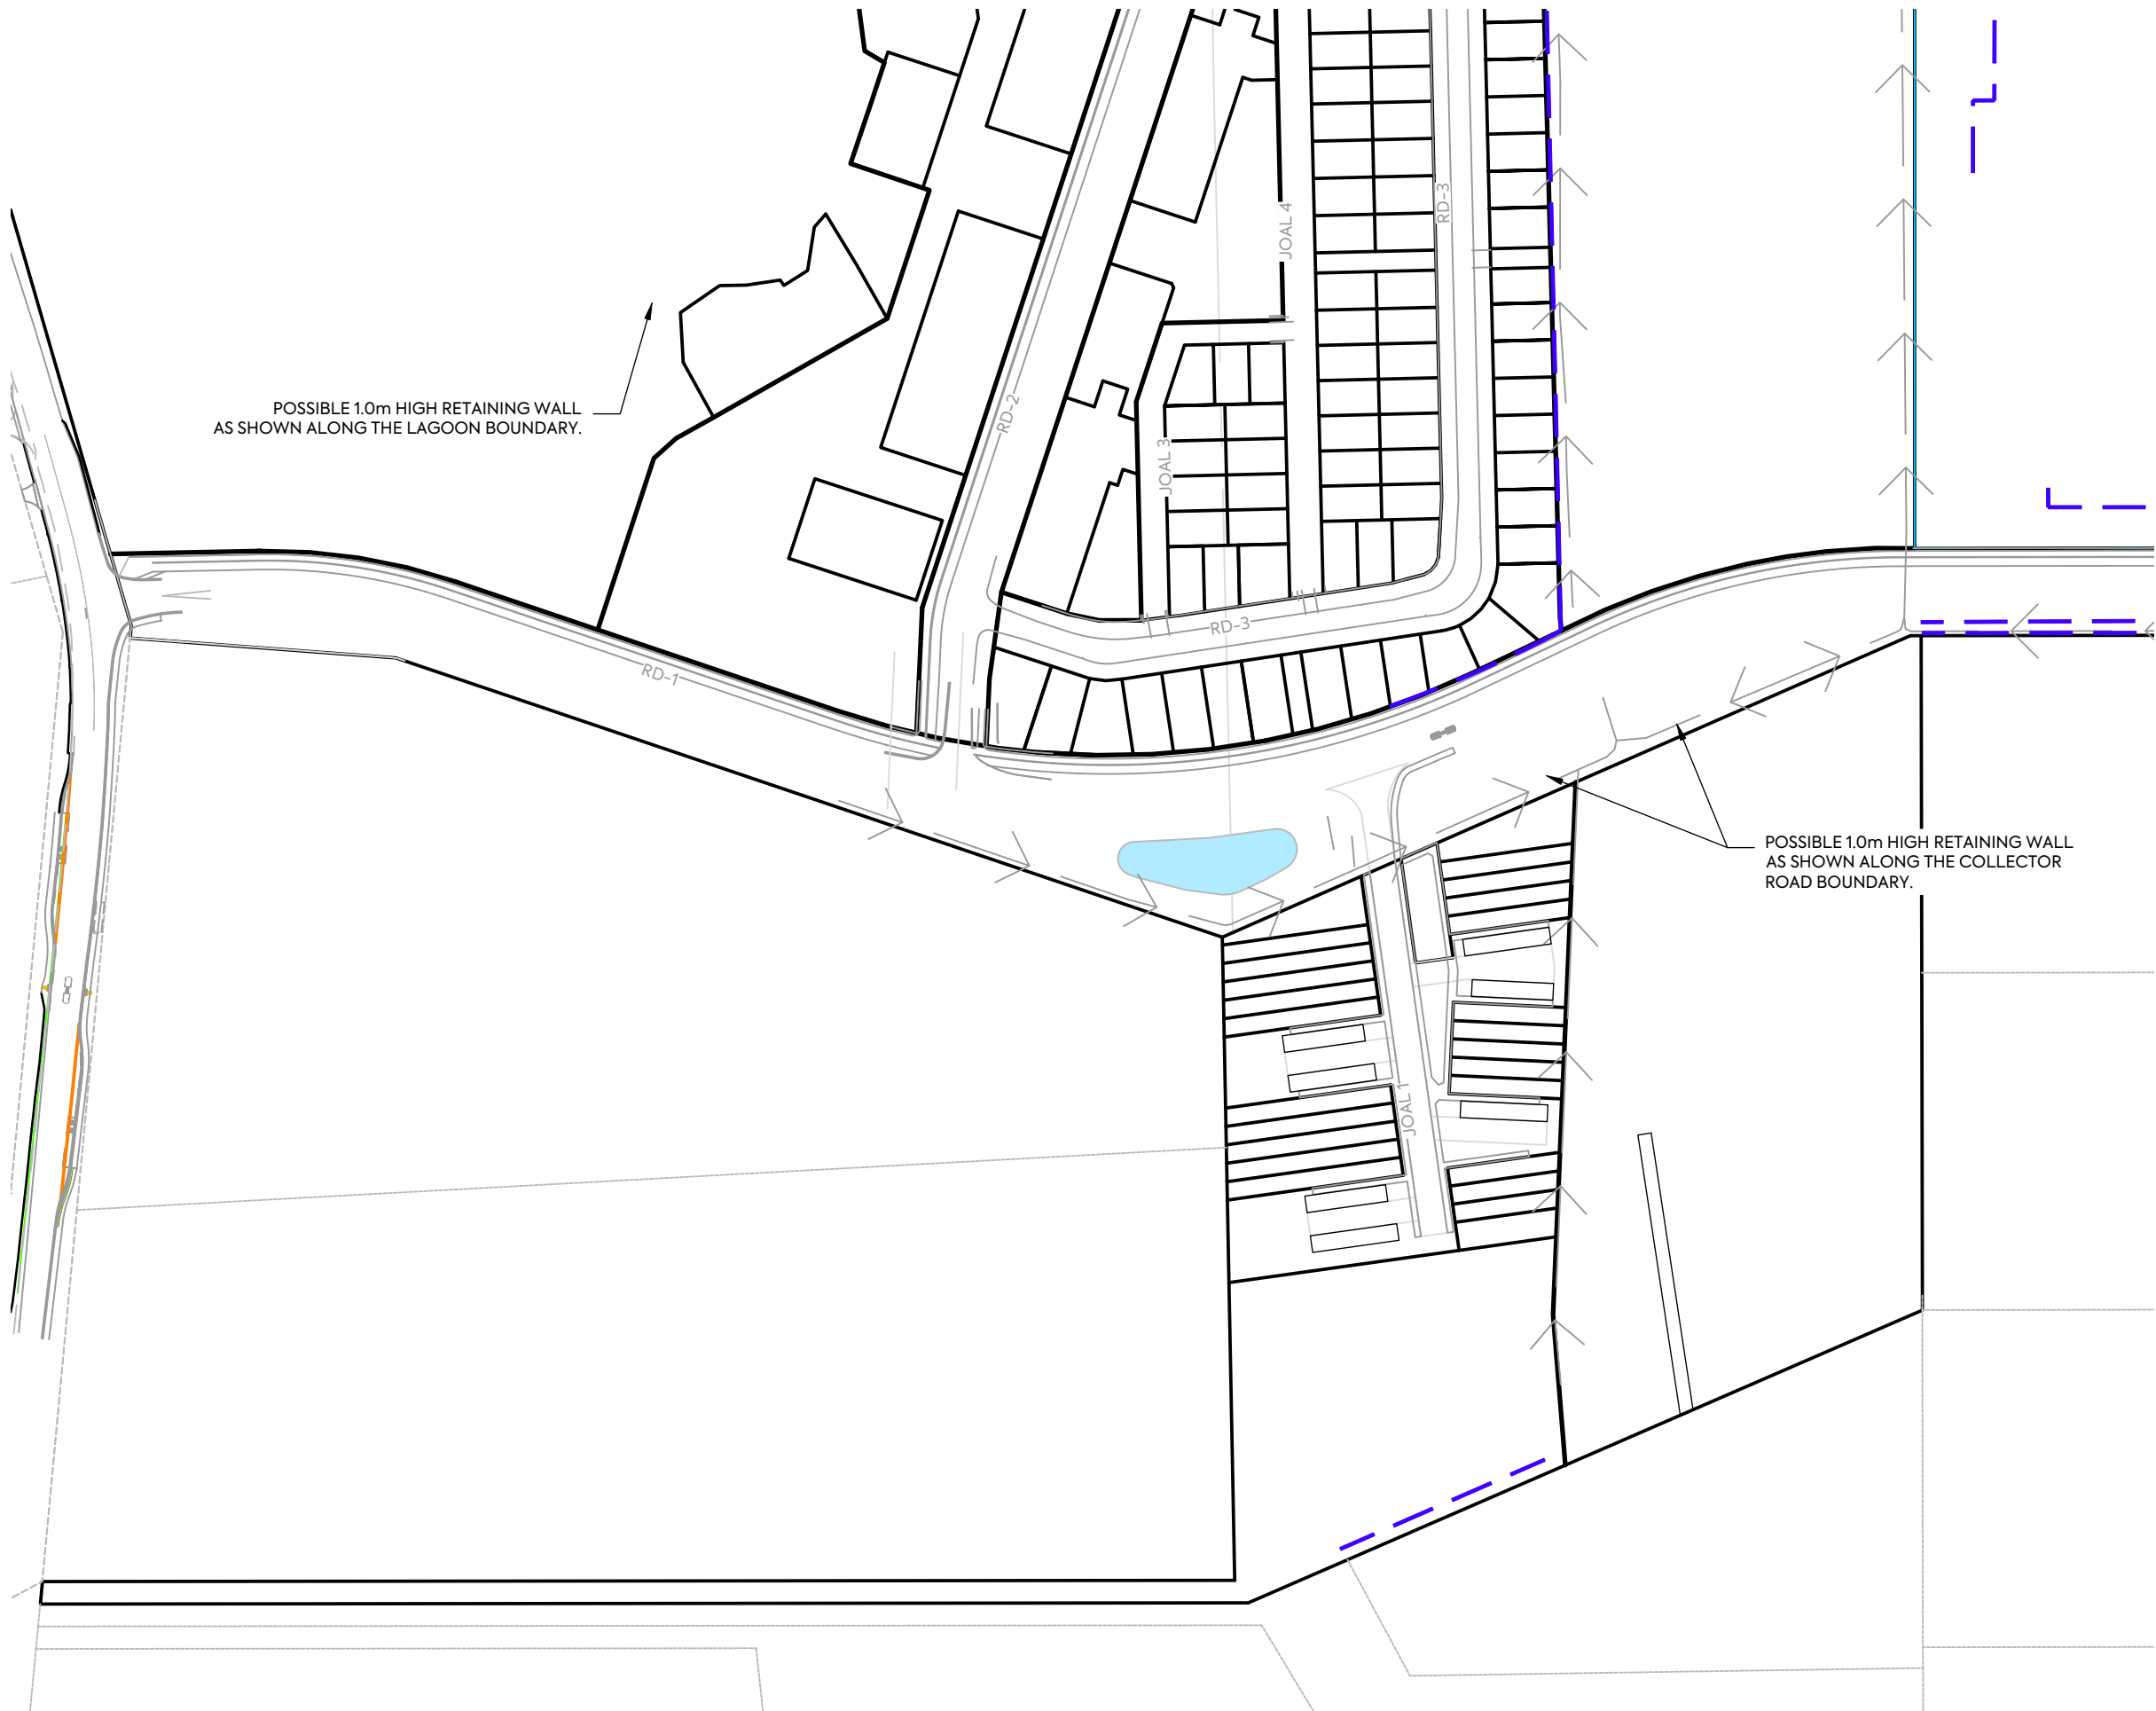 JOAL 4
RD-3
POSSIBLE 1.0m HIGH RETAINING WALL
AS SHOWN ALONG THE LAGOON BOUNDARY.
RD-2
JOAL 3
RD-3
RD-1
POSSIBLE 1.0m HIGH RETAINING WALL
AS SHOWN ALONG THE COLLECTOR
ROAD BOUNDARY.
JOAL 1